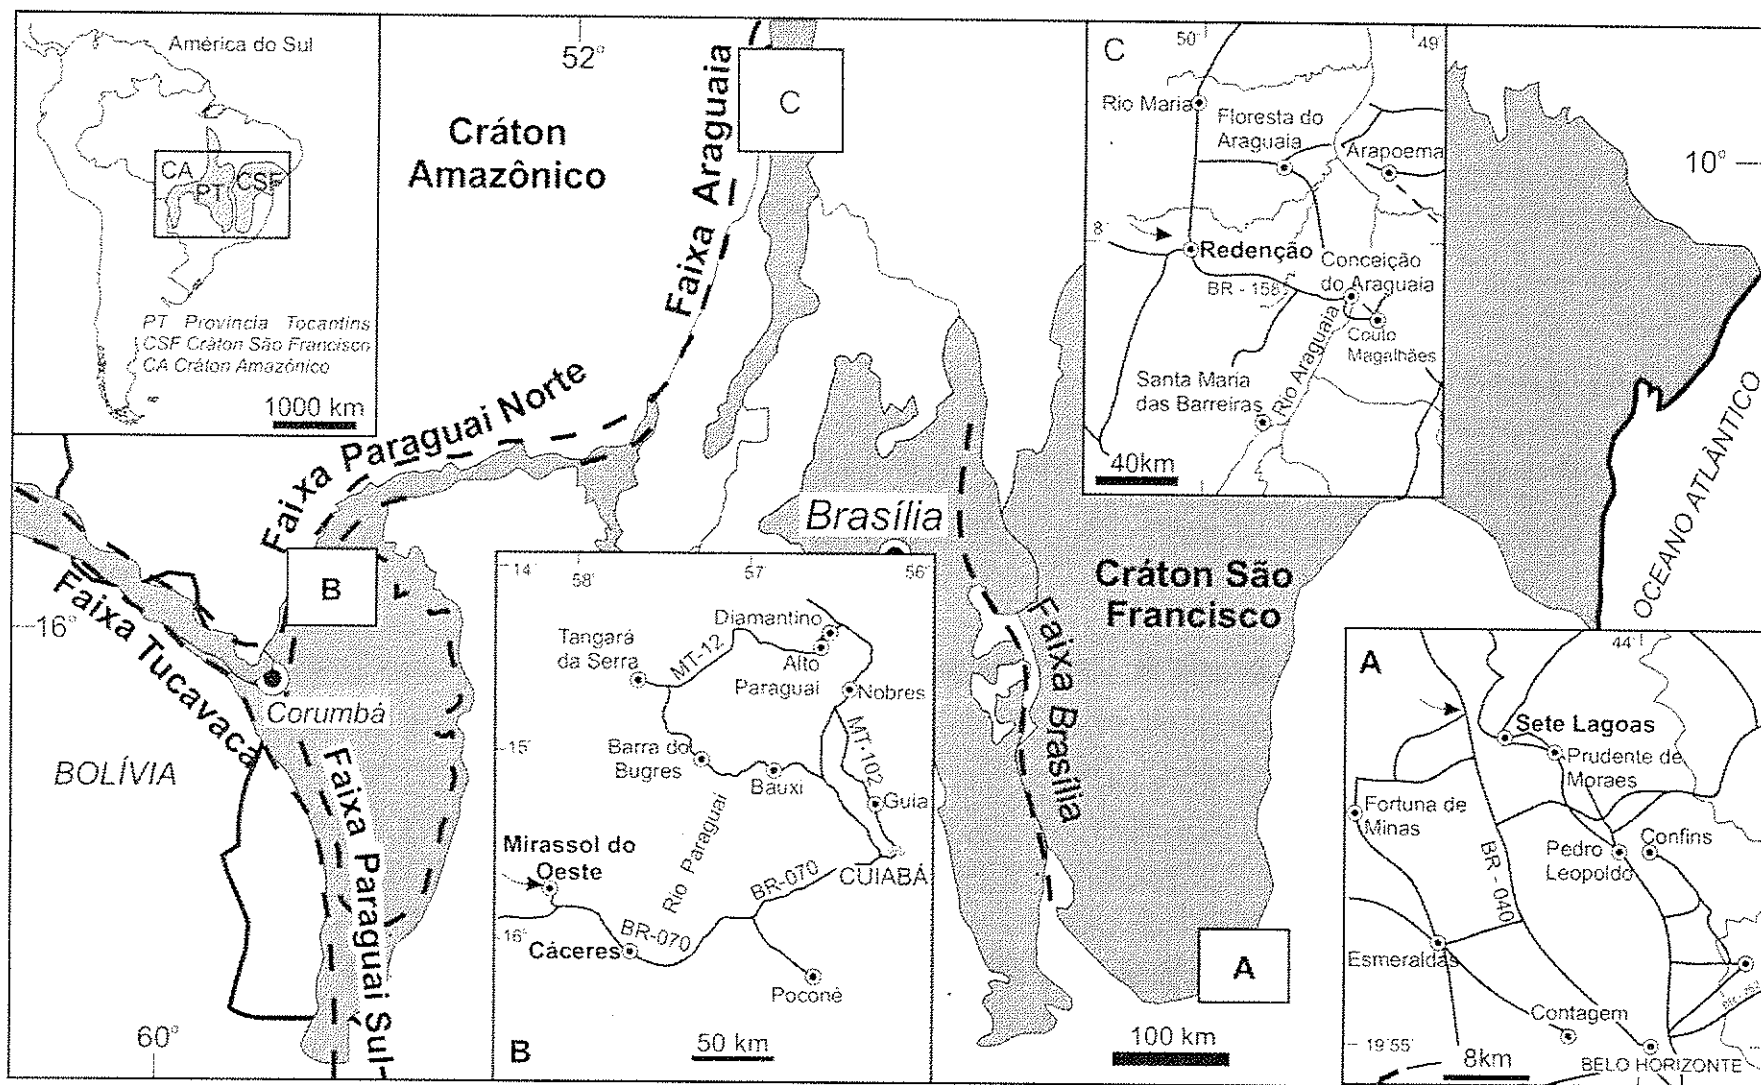 América do Sul
CA
PT
CSF
PT Província Tocantins
CSF Cráton São Francisco
CA Cráton Amazônico
1000 km
52°
Cráton
Amazônico
Faixa Araguaia
C
Faixa Paraguai Norte
10°
OCEANO ATLÂNTICO
C
50
49
Rio Maria
Floresta do
Araguaia
Arapoema
8
Redenção
Conceição
do Araguaia
BR - 158
Couto
Magalhães
Rio Araguaia
Santa Maria
das Barreiras
40km
Brasília
Cráton São
Francisco
Faixa Brasília
B
16°
Faixa Tucavaca
Corumbá
BOLÍVIA
Faixa Paraguai Sul
60°
14'
58'
57'
56'
Diamantino
Tangará
da Serra
MT-12
Alto
Paraguai
Nobres
15'
MT-102
Barra do
Bugres
Bauxi
Guia
Rio Paraguai
Mirassol do
Oeste
CUIABÁ
BR-070
16°
BR-070
Cáceres
Poconé
B
50 km
A
100 km
A
44'
Sete Lagoas
Prudente de
Moraes
Fortuna de
Minas
Confins
Pedro
Leopoldo
BR - 040
Esmeraldas
Contagem
19°55'
8km
BELO HORIZONTE